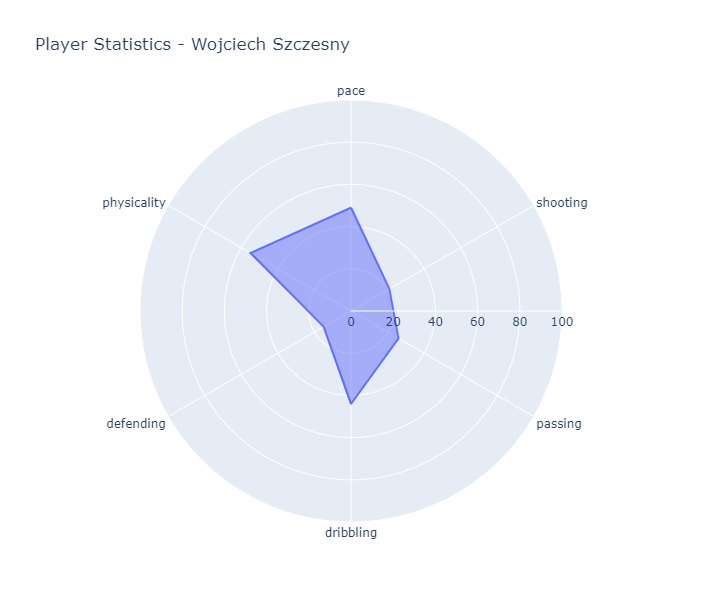 Player Statistics - Wojciech Szczesny
pace
physicality
shooting
0 20 40 60 80 100
defending
passing
dribbling